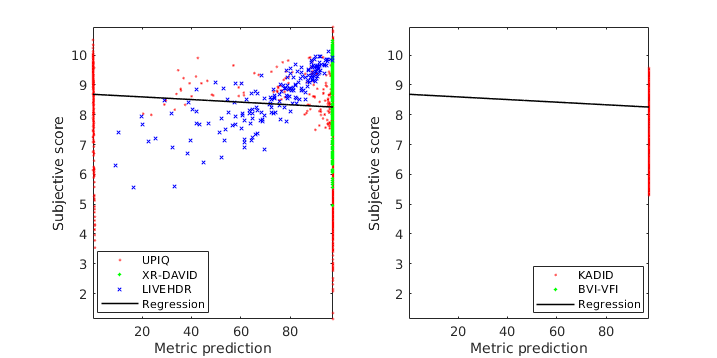 Subjective score
10
9
8
7
6
5
4
3
2
20
40
60
80
Metric prediction
UPIQ
XR-DAVID
LIVEHDR
Regression
Subjective score
10
9
8
7
6
5
4
3
2
20
40
60
80
Metric prediction
KADID
BVI-VFI
Regression